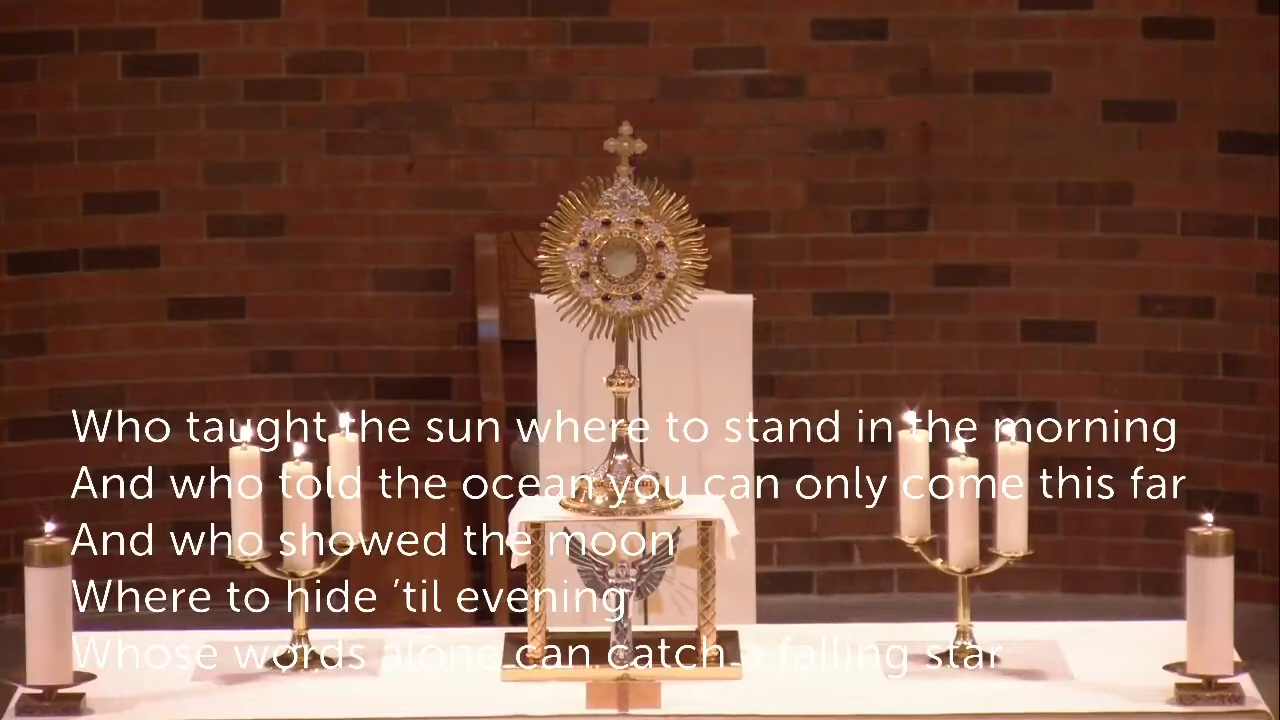 Who taught the sun where to stand in the morning
And who told the ocean you can only come this far
And who showed the moon
Where to hide ’til evening
Whose words alone can catch a falling star